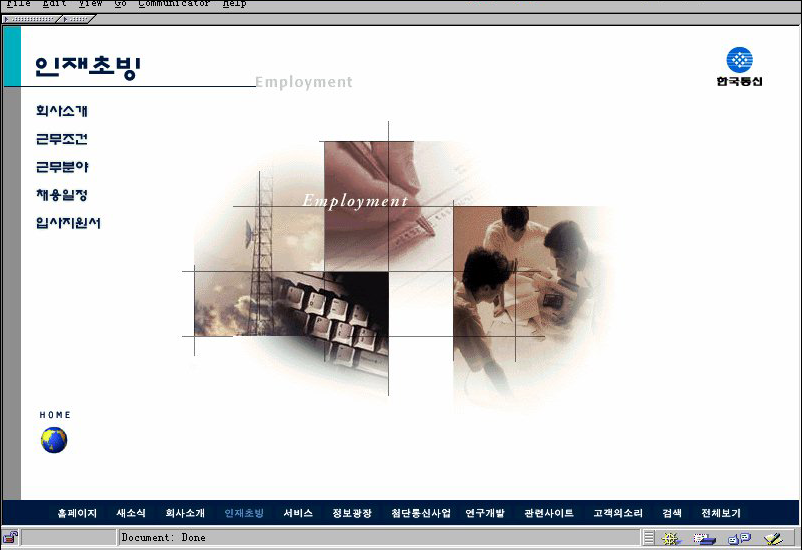 File Edit View Go Communicator Help
인재초빙
Employment
한국통신
회사소개
근무조건
근무분야
채용일정
입사지원서
Employment
HOME
홈페이지 새소식 회사소개 인재초빙 서비스 정보광장 첨단통신사업 연구개발 관련사이트 고객의소리 검색 전체보기
Document: Done